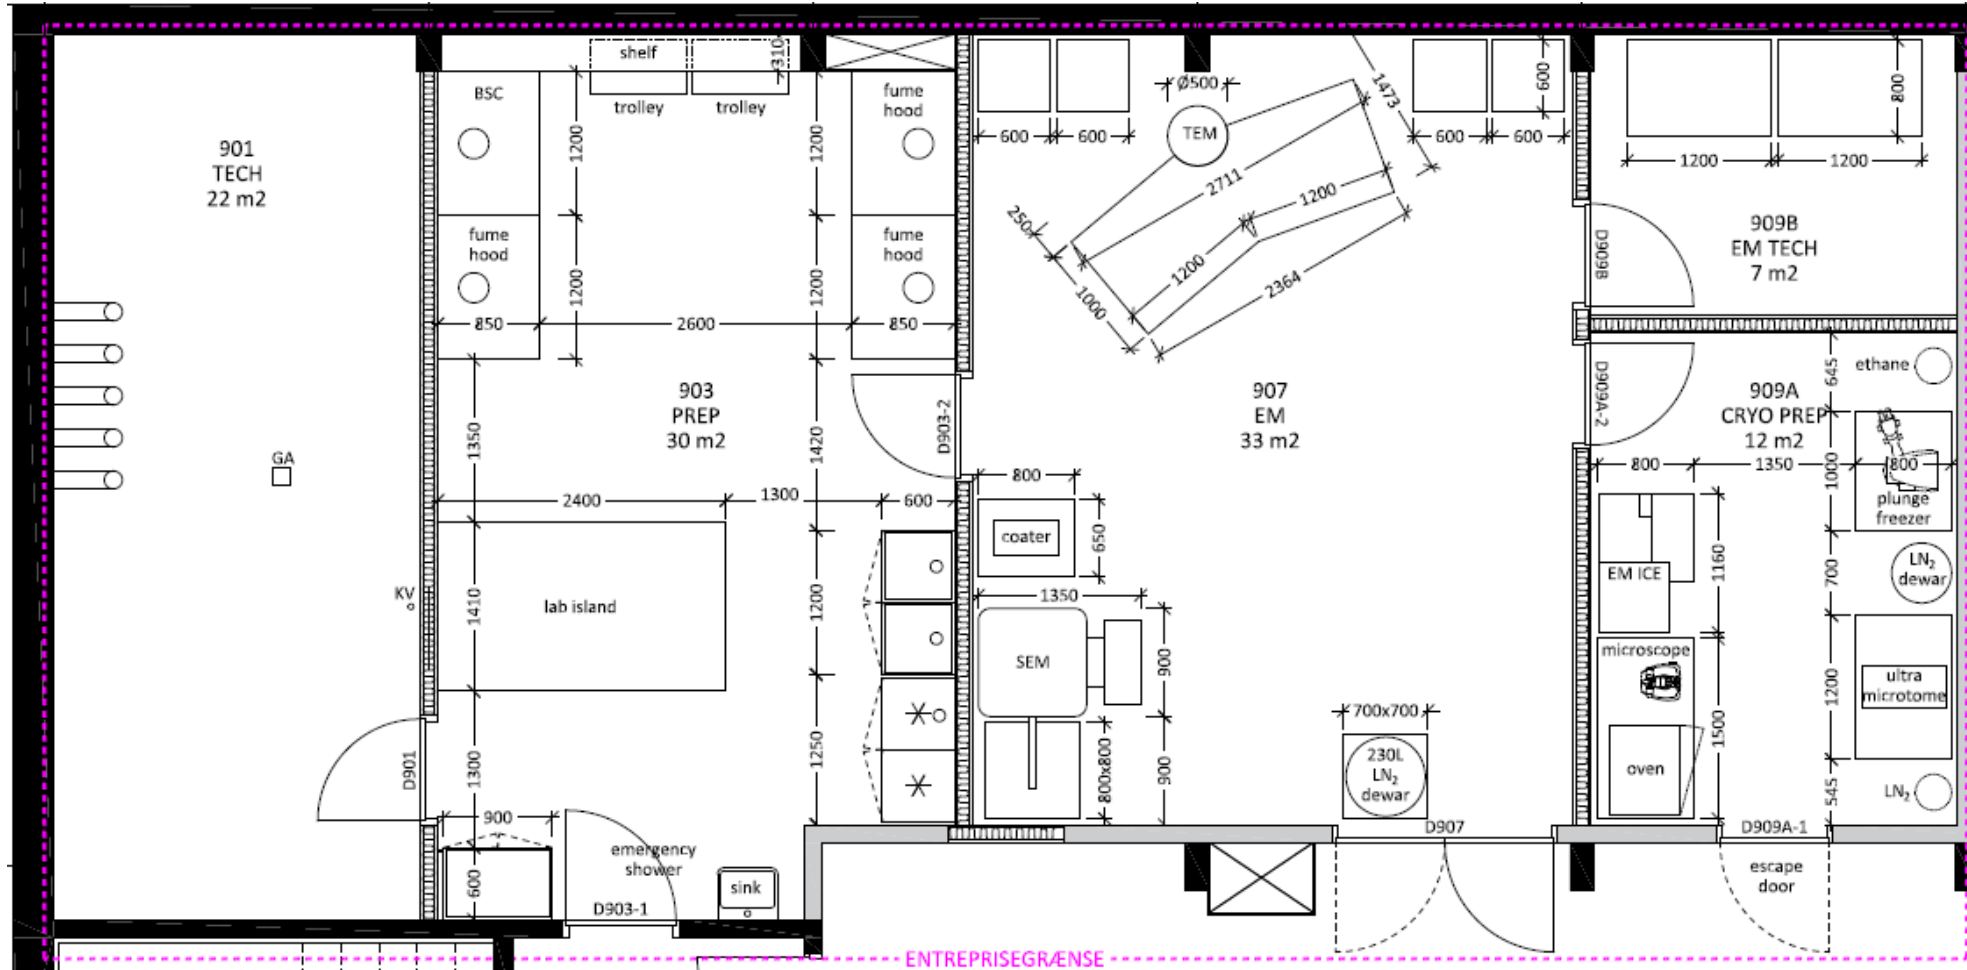 901
TECH
22 m2
GA
KV
D901
BSC
fume
hood
850
1200
1200
shelf
310
trolley
trolley
2600
fume
hood
fume
hood
1200
1200
850
903
PREP
30 m2
D903-2
1350
1420
2400
1300
600
1410
lab island
1200
1300
1250
900
600
emergency
shower
D903-1
sink
600
600
Ø500
TEM
1473
2711
1200
250
1200
1000
2364
600
600
600
907
EM
33 m2
800
coater
650
1350
SEM
900
800x800
900
700x700
230L
LN2
dewar
D907
800
1200
1200
909B
EM TECH
7 m2
D909B
D909A-2
909A
CRYO PREP
12 m2
645
ethane
800
1350
1000
800
plunge
freezer
EM ICE
1160
700
LN2
dewar
microscope
1500
1200
ultra
microtome
oven
545
LN2
D909A-1
escape
door
ENTREPRISEGRÆNSE